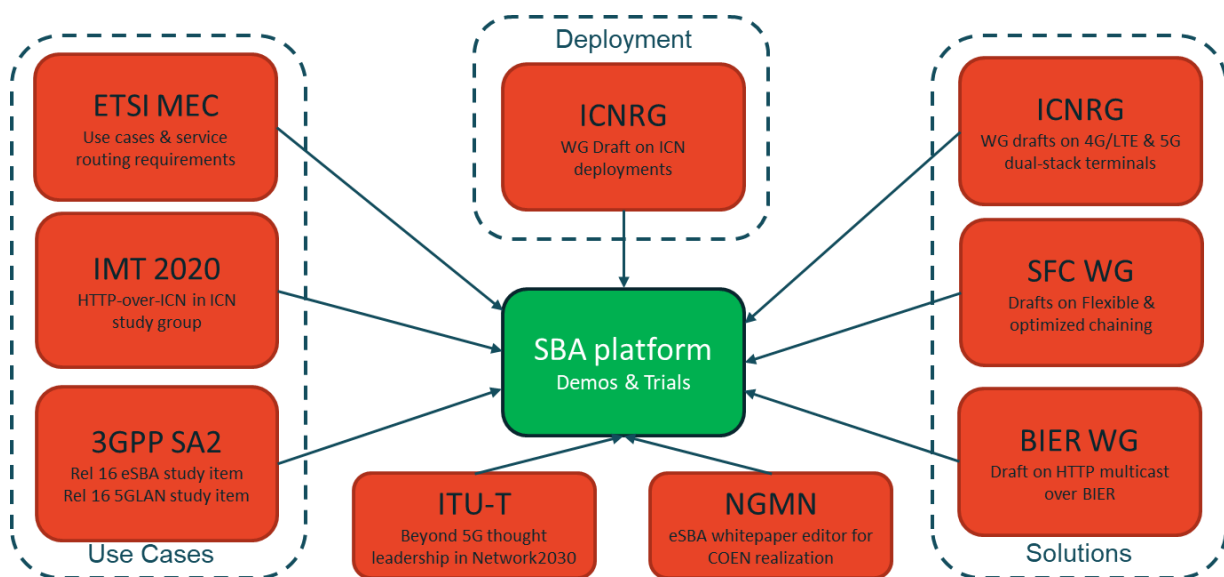 Deployment
ETSI MEC
Use cases & service
routing requirements
IMT 2020
HTTP-over-ICN in ICN
study group
3GPP SA2
Rel 16 eSBA study item
Rel 16 5GLAN study item
Use Cases
ICNRG
WG Draft on ICN
deployments
SBA platform
Demos & Trials
ITU-T
Beyond 5G thought
leadership in Network2030
NGMN
eSBA whitepaper editor for
COEN realization
ICNRG
WG drafts on 4G/LTE & 5G
dual-stack terminals
SFC WG
Drafts on Flexible &
optimized chaining
BIER WG
Draft on HTTP multicast
over BIER
Solutions